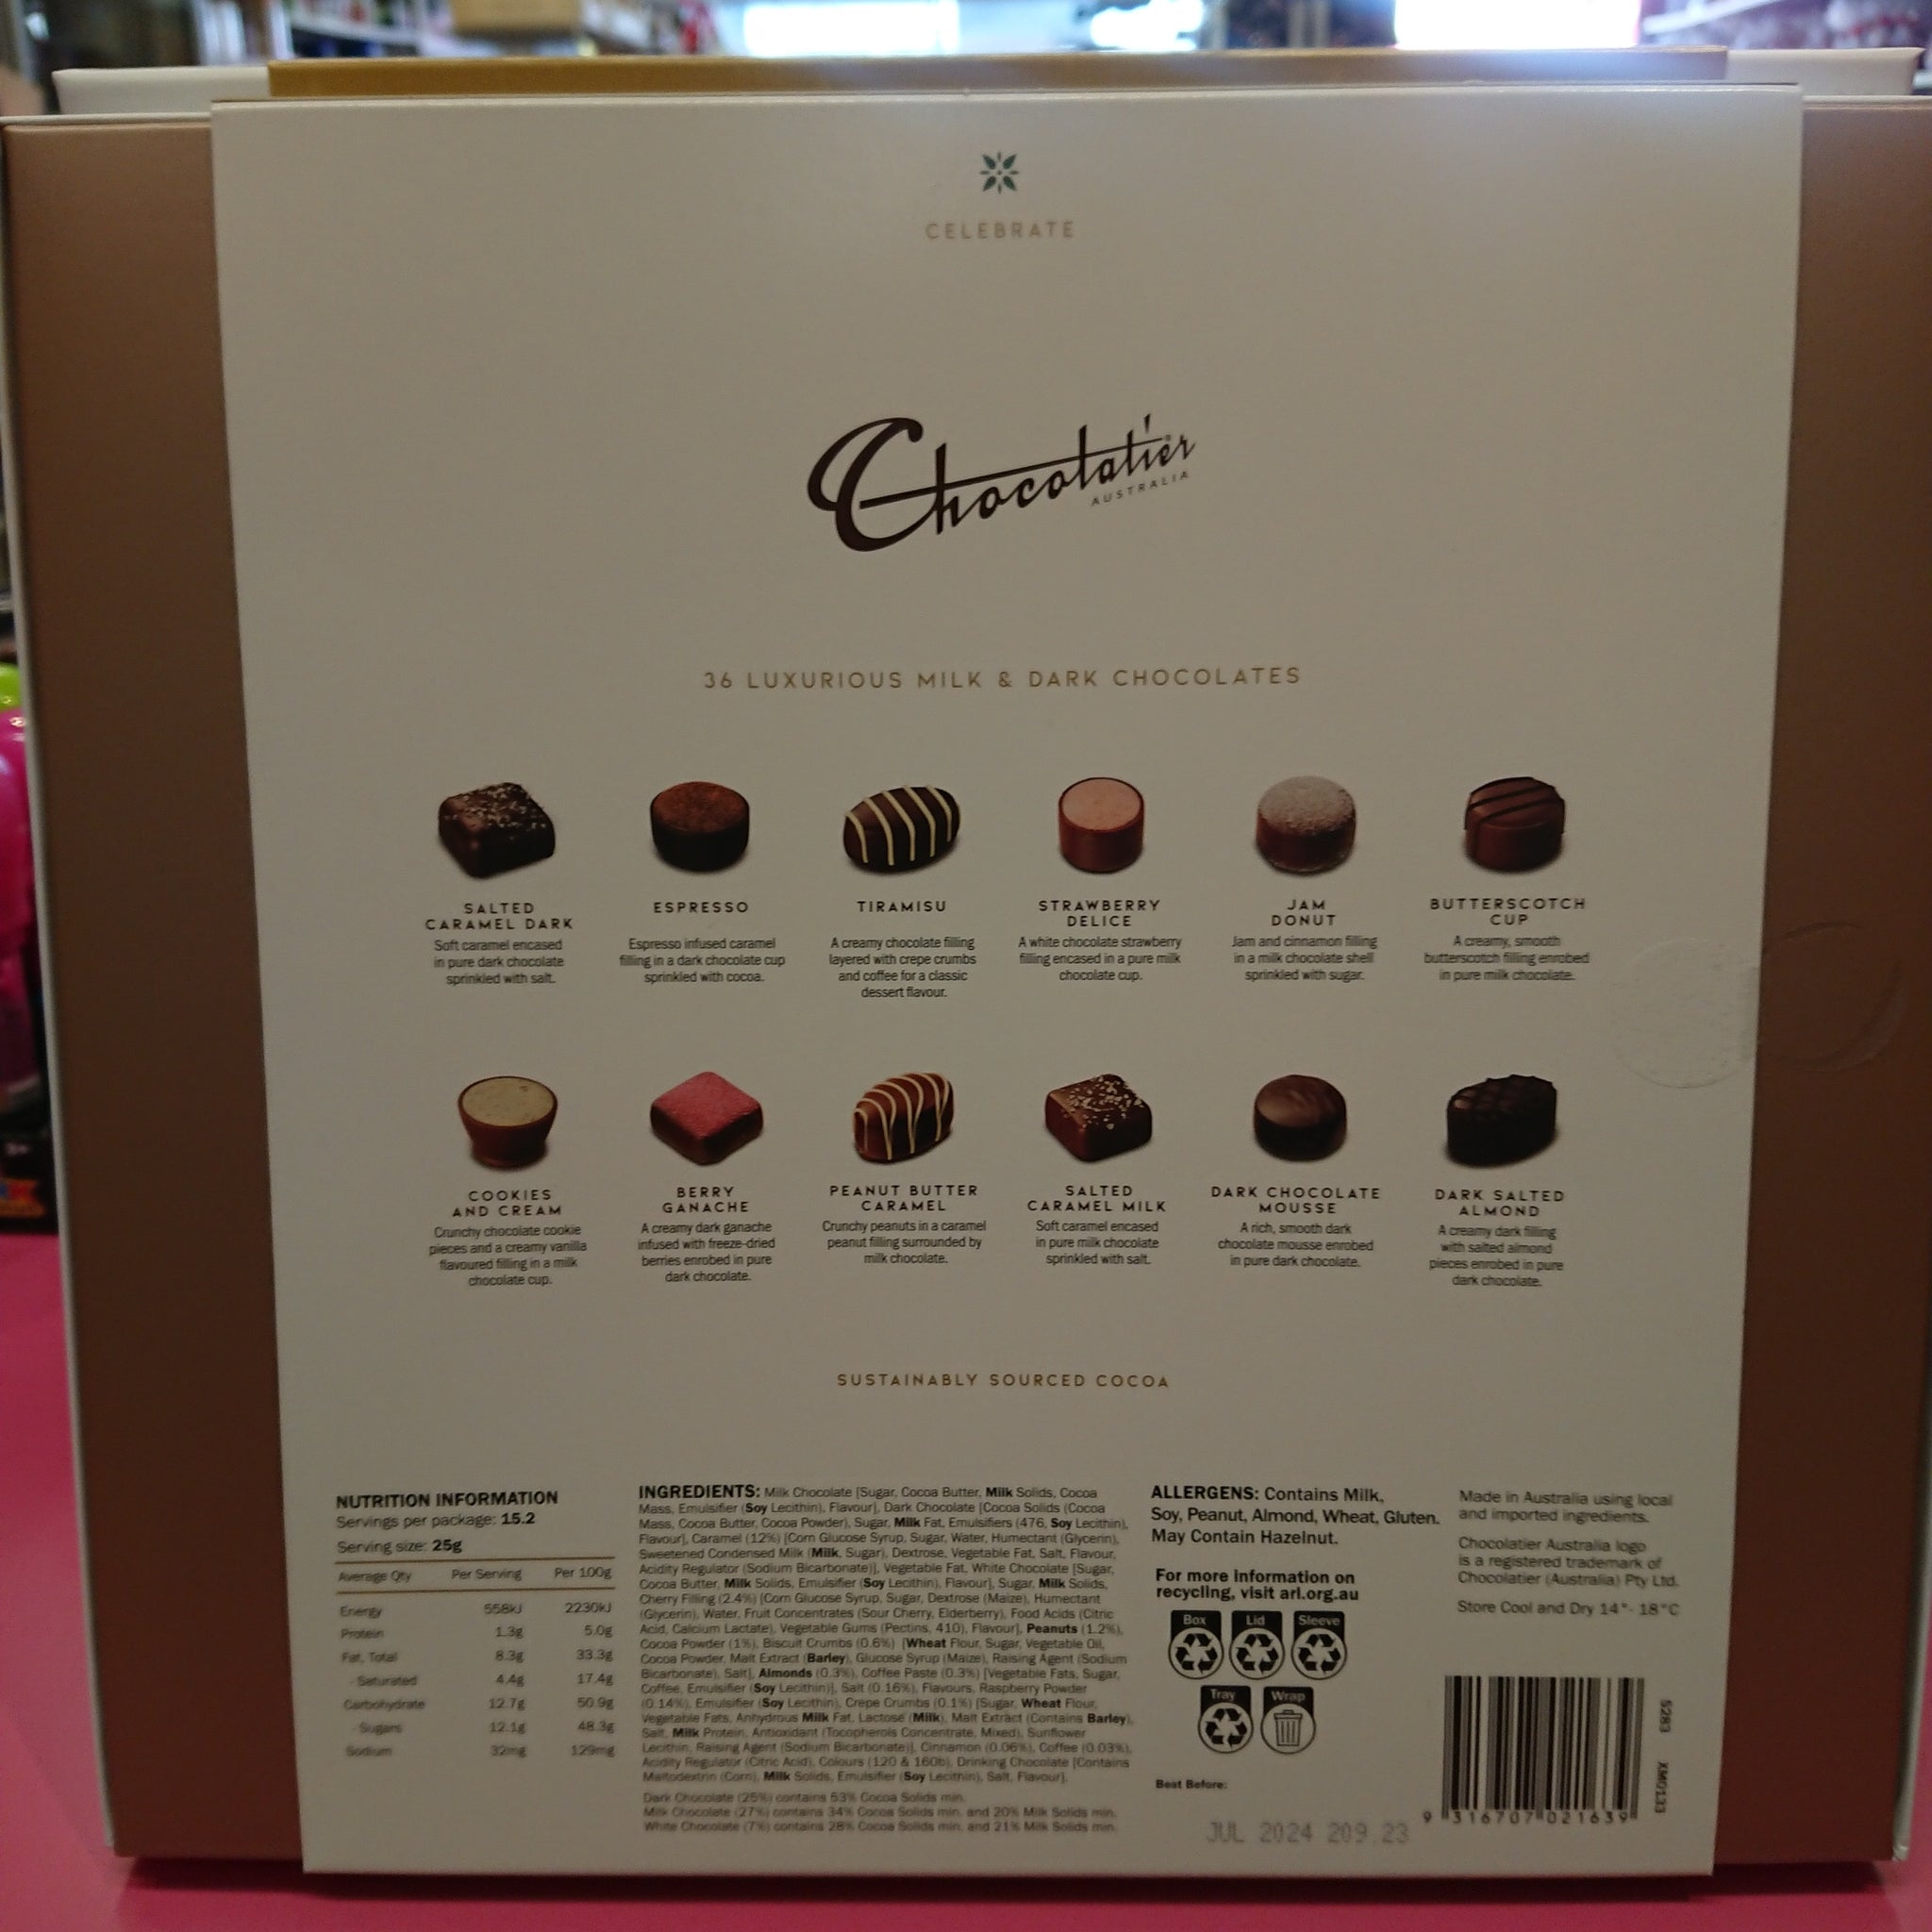 CELEBRATE
Chocolatier
AUSTRALIA
36 LUXURIOUS MILK & DARK CHOCOLATES
SALTED
CARAMEL DARK
Soft caramel encased
in pure dark chocolate
sprinkled with salt.
ESPRESSO
Espresso infused caramel
filling in a dark chocolate cup
sprinkled with cocoa.
TIRAMISU
A creamy chocolate filling
layered with crepe crumbs
and coffee for a classic
dessert flavour.
STRAWBERRY
DELICE
A white chocolate strawberry
filling encased in a pure milk
chocolate cup.
JAM
DONUT
Jam and cinnamon filling
in a milk chocolate shell
sprinkled with sugar.
BUTTERSCOTCH
CUP
A creamy, smooth
butterscotch filling enrobed
in pure milk chocolate.
COOKIES
AND CREAM
Crunchy chocolate cookie
pieces and a creamy vanilla
flavoured filling in a milk
chocolate cup.
BERRY
GANACHE
A creamy dark ganache
infused with freeze-dried
berries enrobed in pure
dark chocolate.
PEANUT BUTTER
CARAMEL
Crunchy peanuts in a caramel
peanut filling surrounded by
milk chocolate.
SALTED
CARAMEL MILK
Soft caramel encased
in pure milk chocolate
sprinkled with salt.
DARK CHOCOLATE
MOUSSE
A rich, smooth dark
chocolate mousse enrobed
in pure dark chocolate.
DARK SALTED
ALMOND
A creamy dark filling
with salted almond
pieces enrobed in pure
dark chocolate.
SUSTAINABLY SOURCED COCOA
NUTRITION INFORMATION
Servings per package: 15.2
Serving size: 25g
Average Qty Per Serving Per 100g
Energy 558kJ 2230kJ
Protein 1.3g 5.0g
Fat, Total 8.3g 33.3g
- Saturated 4.4g 17.4g
Carbohydrate 12.7g 50.9g
- Sugars 12.1g 48.3g
Sodium 32mg 129mg
INGREDIENTS: Milk Chocolate [Sugar, Cocoa Butter, Milk Solids, Cocoa
Mass, Emulsifier (Soy Lecithin), Flavour], Dark Chocolate [Cocoa Solids (Cocoa
Mass, Cocoa Butter, Cocoa Powder), Sugar, Milk Fat, Emulsifiers (476, Soy Lecithin),
Flavour], Caramel (12%) [Corn Glucose Syrup, Sugar, Water, Humectant (Glycerin),
Sweetened Condensed Milk (Milk, Sugar), Dextrose, Vegetable Fat, Salt, Flavour,
Acidity Regulator (Sodium Bicarbonate)], Vegetable Fat, White Chocolate [Sugar,
Cocoa Butter, Milk Solids, Emulsifier (Soy Lecithin), Flavour], Sugar, Milk Solids,
Cherry Filling (2.4%) [Corn Glucose Syrup, Sugar, Dextrose (Maize), Humectant
(Glycerin), Water, Fruit Concentrates (Sour Cherry, Elderberry), Food Acids (Citric
Acid, Calcium Lactate), Vegetable Gums (Pectins, 410), Flavour], Peanuts (1.2%),
Cocoa Powder (1%), Biscuit Crumbs (0.6%) [Wheat Flour, Sugar, Vegetable Oil,
Cocoa Powder, Malt Extract (Barley), Glucose Syrup (Maize), Raising Agent (Sodium
Bicarbonate), Salt], Almonds (0.3%), Coffee Paste (0.3%) [Vegetable Fats, Sugar,
Coffee, Emulsifier (Soy Lecithin)], Salt (0.16%), Flavours, Raspberry Powder
(0.14%), Emulsifier (Soy Lecithin), Crepe Crumbs (0.1%) [Sugar, Wheat Flour,
Vegetable Fats, Anhydrous Milk Fat, Lactose (Milk), Malt Extract (Contains Barley),
Salt, Milk Protein, Antioxidant (Tocopherols Concentrate, Mixed), Sunflower
Lecithin, Raising Agent (Sodium Bicarbonate)], Cinnamon (0.06%), Coffee (0.03%),
Acidity Regulator (Citric Acid), Colours (120 & 160b), Drinking Chocolate [Contains
Maltodextrin (Corn), Milk Solids, Emulsifier (Soy Lecithin), Salt, Flavour].
Dark Chocolate (25%) contains 53% Cocoa Solids min.
Milk Chocolate (27%) contains 34% Cocoa Solids min. and 20% Milk Solids min.
White Chocolate (7%) contains 28% Cocoa Solids min. and 21% Milk Solids min.
ALLERGENS: Contains Milk,
Soy, Peanut, Almond, Wheat, Gluten.
May Contain Hazelnut.
For more information on
recycling, visit arl.org.au
Box Lid Sleeve
Tray Wrap
Best Before:
JUL 2024 209 23
Made in Australia using local
and imported ingredients.
Chocolatier Australia logo
is a registered trademark of
Chocolatier (Australia) Pty Ltd.
Store Cool and Dry 14°- 18°C
9 316707 021639
5283 XM0133